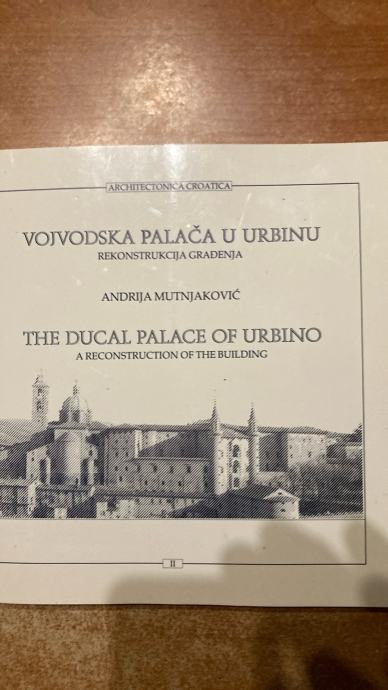 ARCHITECTONICA CROATICA
VOJVODSKA PALAČA U URBINU
REKONSTRUKCIJA GRAĐENJA
ANDRIJA MUTNJAKOVIĆ
THE DUCAL PALACE OF URBINO
A RECONSTRUCTION OF THE BUILDING
II